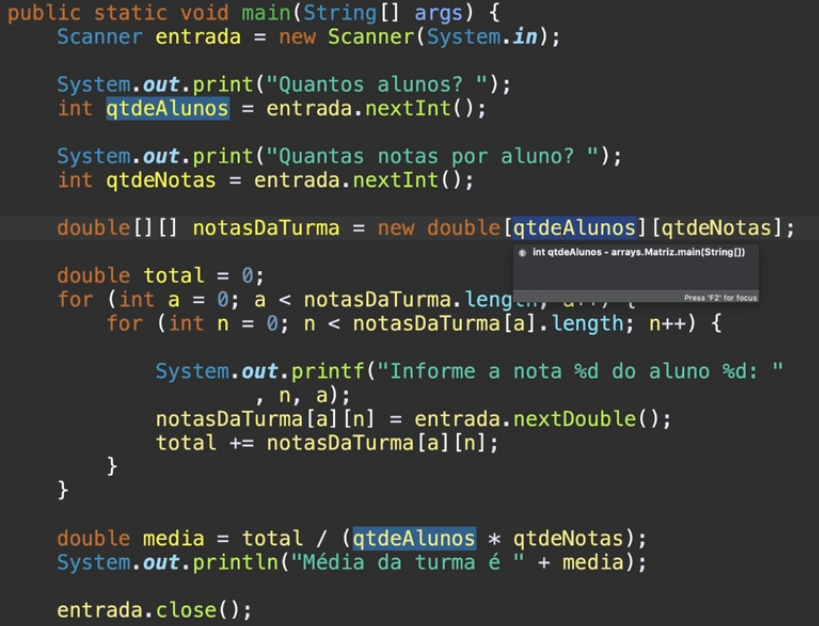 public static void main(String[] args) {
Scanner entrada = new Scanner(System.in);
System.out.print("Quantos alunos? ");
int qtdeAlunos = entrada.nextInt();
System.out.print("Quantas notas por aluno? ");
int qtdeNotas = entrada.nextInt();
double[][] notasDaTurma = new double[qtdeAlunos][qtdeNotas];
int qtdeAlunos - arrays.Matriz.main(String[])
Press 'F2' for focus
double total = 0;
for (int a = 0; a < notasDaTurma.length; a++) {
for (int n = 0; n < notasDaTurma[a].length; n++) {
System.out.printf("Informe a nota %d do aluno %d: "
, n, a);
notasDaTurma[a][n] = entrada.nextDouble();
total += notasDaTurma[a][n];
}
}
double media = total / (qtdeAlunos * qtdeNotas);
System.out.println("Média da turma é " + media);
entrada.close();